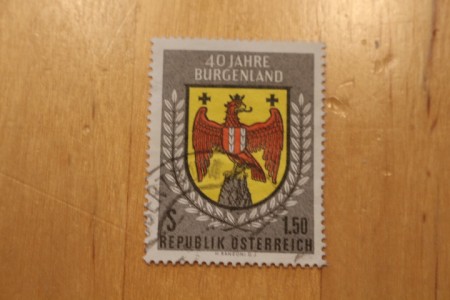 40 JAHRE
BURGENLAND
S 1.50
REPUBLIK ÖSTERREICH